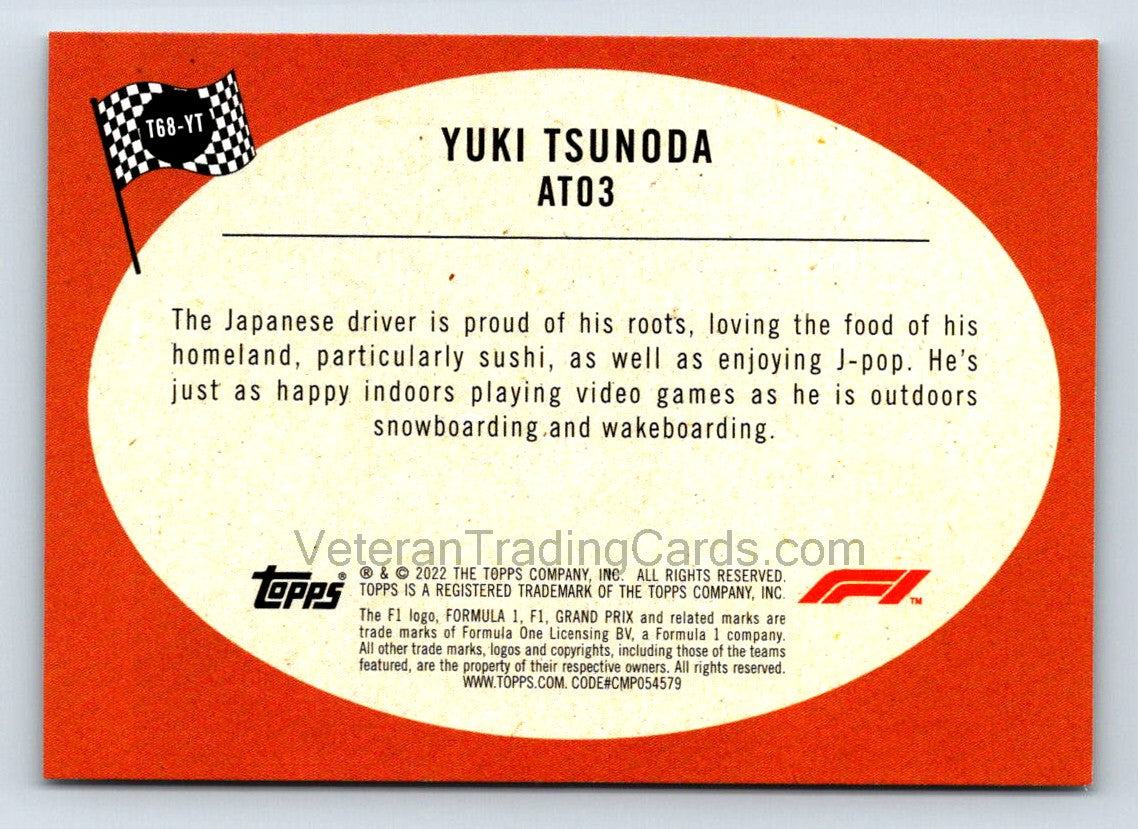 T68-YT
YUKI TSUNODA
AT03
The Japanese driver is proud of his roots, loving the food of his
homeland, particularly sushi, as well as enjoying J-pop. He's
just as happy indoors playing video games as he is outdoors
snowboarding and wakeboarding.
VeteranTradingCards.com
topps®
® & © 2022 THE TOPPS COMPANY, INC. ALL RIGHTS RESERVED.
TOPPS IS A REGISTERED TRADEMARK OF THE TOPPS COMPANY, INC.
F1™
The F1 logo, FORMULA 1, F1, GRAND PRIX and related marks are
trade marks of Formula One Licensing BV, a Formula 1 company.
All other trade marks, logos and copyrights, including those of the teams
featured, are the property of their respective owners. All rights reserved.
WWW.TOPPS.COM. CODE#CMP054579